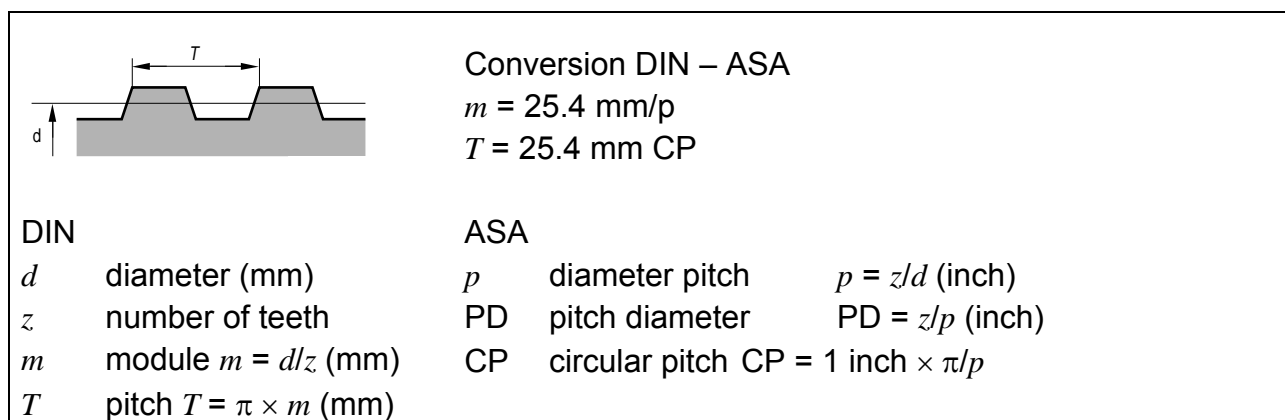 T
d
Conversion DIN – ASA
m = 25.4 mm/p
T = 25.4 mm CP
DIN
d diameter (mm)
z number of teeth
m module m = d/z (mm)
T pitch T = π × m (mm)
ASA
p diameter pitch p = z/d (inch)
PD pitch diameter PD = z/p (inch)
CP circular pitch CP = 1 inch × π/p